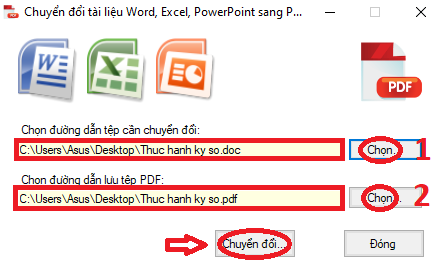 Chuyển đổi tài liệu Word, Excel, PowerPoint sang P...
PDF
W
X
P
PDF
Chọn đường dẫn tệp cần chuyển đổi:
C:\Users\Asus\Desktop\Thuc hanh ky so.doc
Chọn... 1
Chọn đường dẫn lưu tệp PDF:
C:\Users\Asus\Desktop\Thuc hanh ky so.pdf
Chọn... 2
Chuyển đổi...
Đóng